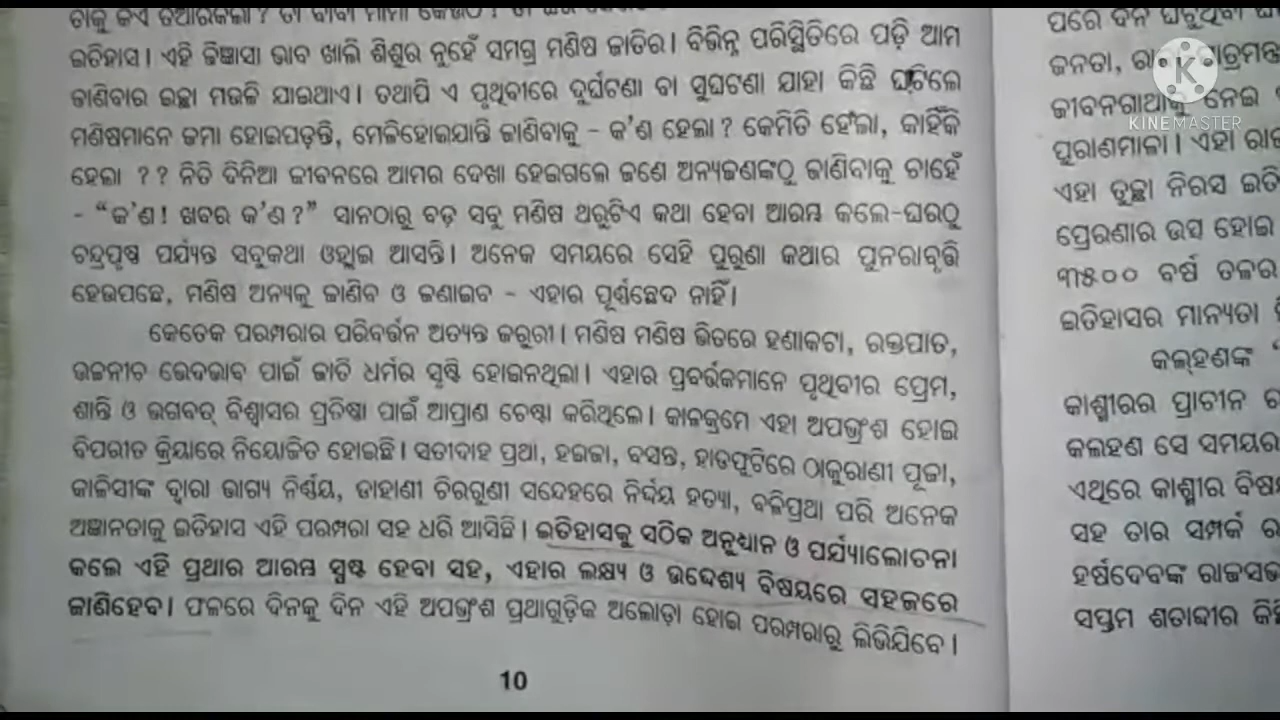 ତାକୁ କିଏ ତିଆରିକଲା ? ତା ବାବା ମାମା କେଉଁଠି ?
ଇତିହାସ । ଏହି ଜିଜ୍ଞାସା ଭାବ ଖାଲି ଶିଶୁର ନୁହେଁ ସମଗ୍ର ମଣିଷ ଜାତିର । ବିଭିନ୍ନ ପରିସ୍ଥିତିରେ ପଡ଼ି ଆମ
ଜାଣିବାର ଇଚ୍ଛା ମଉଳି ଯାଇଥାଏ । ତଥାପି ଏ ପୃଥିବୀରେ ଦୁର୍ଘଟଣା ବା ସୁଘଟଣା ଯାହା କିଛି ଘଟିଲେ
ମଣିଷମାନେ ଜମା ହୋଇପଡ଼ନ୍ତି, ମେଳିହୋଇଯାନ୍ତି ଜାଣିବାକୁ - କ'ଣ ହେଲା ? କେମିତି ହେଁଲା, କାହିଁକି
ହେଲା ?? ନିତି ଦିନିଆ ଜୀବନରେ ଆମର ଦେଖା ହେଇଗଲେ ଜଣେ ଅନ୍ୟଜଣଙ୍କଠୁ ଜାଣିବାକୁ ଚାହେଁ
- “କ'ଣ ! ଖବର କ'ଣ ?” ସାନଠାରୁ ବଡ଼ ସବୁ ମଣିଷ ଥରୁଟିଏ କଥା ହେବା ଆରମ୍ଭ କଲେ-ଘରଠୁ
ଚନ୍ଦ୍ରପୃଷ୍ଠ ପର୍ଯ୍ୟନ୍ତ ସବୁକଥା ଓହ୍ଲାଇ ଆସନ୍ତି । ଅନେକ ସମୟରେ ସେହି ପୁରୁଣା କଥାର ପୁନରାବୃତ୍ତି
ହେଉପଛେ, ମଣିଷ ଅନ୍ୟକୁ ଜାଣିବ ଓ ଜଣାଇବ - ଏହାର ପୂର୍ଣ୍ଣଛେଦ ନାହିଁ ।
କେତେକ ପରମ୍ପରାର ପରିବର୍ତ୍ତନ ଅତ୍ୟନ୍ତ ଜରୁରୀ । ମଣିଷ ମଣିଷ ଭିତରେ ହଣାକଟା, ରକ୍ତପାତ,
ଉଚ୍ଚନୀଚ ଭେଦଭାବ ପାଇଁ ଜାତି ଧର୍ମର ସୃଷ୍ଟି ହୋଇନଥିଲା । ଏହାର ପ୍ରବର୍ତ୍ତକମାନେ ପୃଥିବୀର ପ୍ରେମ,
ଶାନ୍ତି ଓ ଭଗବତ୍ ବିଶ୍ୱାସର ପ୍ରତିଷ୍ଠା ପାଇଁ ଆପ୍ରାଣ ଚେଷ୍ଟା କରିଥିଲେ । କାଳକ୍ରମେ ଏହା ଅପଭ୍ରଂଶ ହୋଇ
ବିପରୀତ କ୍ରିୟାରେ ନିୟୋଜିତ ହୋଇଛି । ସତୀଦାହ ପ୍ରଥା, ହଇଜା, ବସନ୍ତ, ହାଡଫୁଟିରେ ଠାକୁରାଣୀ ପୂଜା,
କାଳିସୀଙ୍କ ଦ୍ୱାରା ଭାଗ୍ୟ ନିର୍ଣ୍ଣୟ, ଡାହାଣୀ ଚିରଗୁଣୀ ସନ୍ଦେହରେ ନିର୍ଦ୍ଦୟ ହତ୍ୟା, ବଳିପ୍ରଥା ପରି ଅନେକ
ଅଜ୍ଞାନତାକୁ ଇତିହାସ ଏହି ପରମ୍ପରା ସହ ଧରି ଆସିଛି । ଇତିହାସକୁ ସଠିକ ଅନୁଧ୍ୟାନ ଓ ପର୍ଯ୍ୟାଲୋଚନା
କଲେ ଏହି ପ୍ରଥାର ଆରମ୍ଭ ସ୍ପଷ୍ଟ ହେବା ସହ, ଏହାର ଲକ୍ଷ୍ୟ ଓ ଉଦ୍ଦେଶ୍ୟ ବିଷୟରେ ସହଜରେ
ଜାଣିହେବ । ଫଳରେ ଦିନକୁ ଦିନ ଏହି ଅପଭ୍ରଂଶ ପ୍ରଥାଗୁଡ଼ିକ ଅଲୋଡ଼ା ହୋଇ ପରମ୍ପରାରୁ ଲିଭିଯିବେ ।
10
ପରେ ଦିନ ଘଟୁଥିବା
ଜନତା,
ଜୀବନଗାଥାକୁ ନେଇ
ପୁରାଣମାଳା । ଏହା
ଏହା ତୁଚ୍ଛା ନିରସ
ପ୍ରେରଣାର ଉତ୍ସ ହୋଇ
୩୫୦୦ ବର୍ଷ ତଳର
ଇତିହାସର ମାନ୍ୟତା
କଲ୍‌ହଣଙ୍କ
କାଶ୍ମୀରର ପ୍ରାଚୀନ
କଲହଣ ସେ ସମୟର
ଏଥିରେ କାଶ୍ମୀର
ସହ ତାର ସମ୍ପର୍କ
ହର୍ଷଦେବଙ୍କ
ସପ୍ତମ ଶତାବ୍ଦୀର
K
KINEMASTER